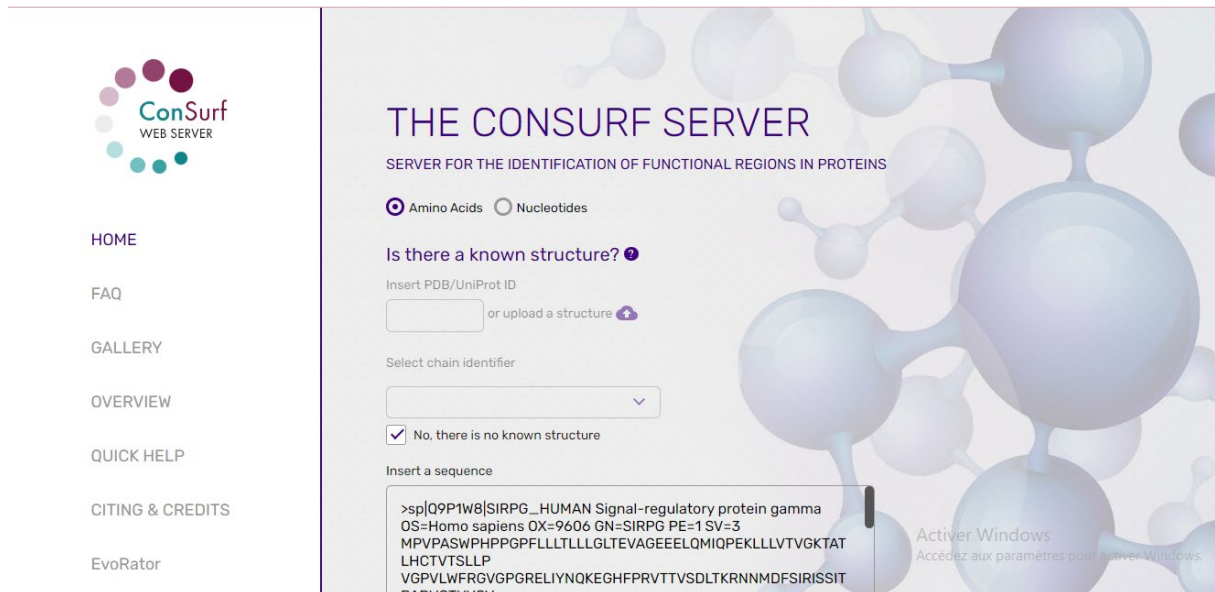 ConSurf
WEB SERVER
HOME
FAQ
GALLERY
OVERVIEW
QUICK HELP
CITING & CREDITS
EvoRator
THE CONSURF SERVER
SERVER FOR THE IDENTIFICATION OF FUNCTIONAL REGIONS IN PROTEINS
Amino Acids Nucleotides
Is there a known structure? ?
Insert PDB/UniProt ID
or upload a structure
Select chain identifier
No, there is no known structure
Insert a sequence
>sp|Q9P1W8|SIRPG_HUMAN Signal-regulatory protein gamma
OS=Homo sapiens OX=9606 GN=SIRPG PE=1 SV=3
MPVPASWPHPPGPFLLLTLLLGLTEVAGEEELQMIQPEKLLLVTVGKTAT
LHCTVTSLLP
VGPVLWFRGVGPGRELIYNQKEGHFPRVTTVSDLTKRNNMDFSIRISSIT
Activer Windows
Accédez aux paramètres pour activer Windows.